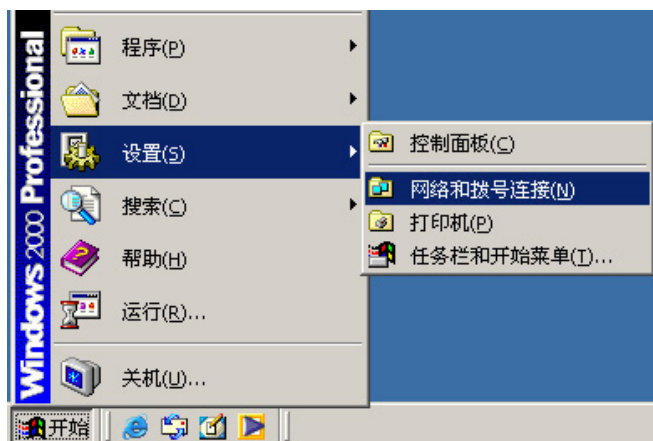 Windows 2000 Professional
程序(P)
文档(D)
设置(S)
搜索(C)
帮助(H)
运行(R)...
关机(U)...
控制面板(C)
网络和拨号连接(N)
打印机(P)
任务栏和开始菜单(T)...
开始